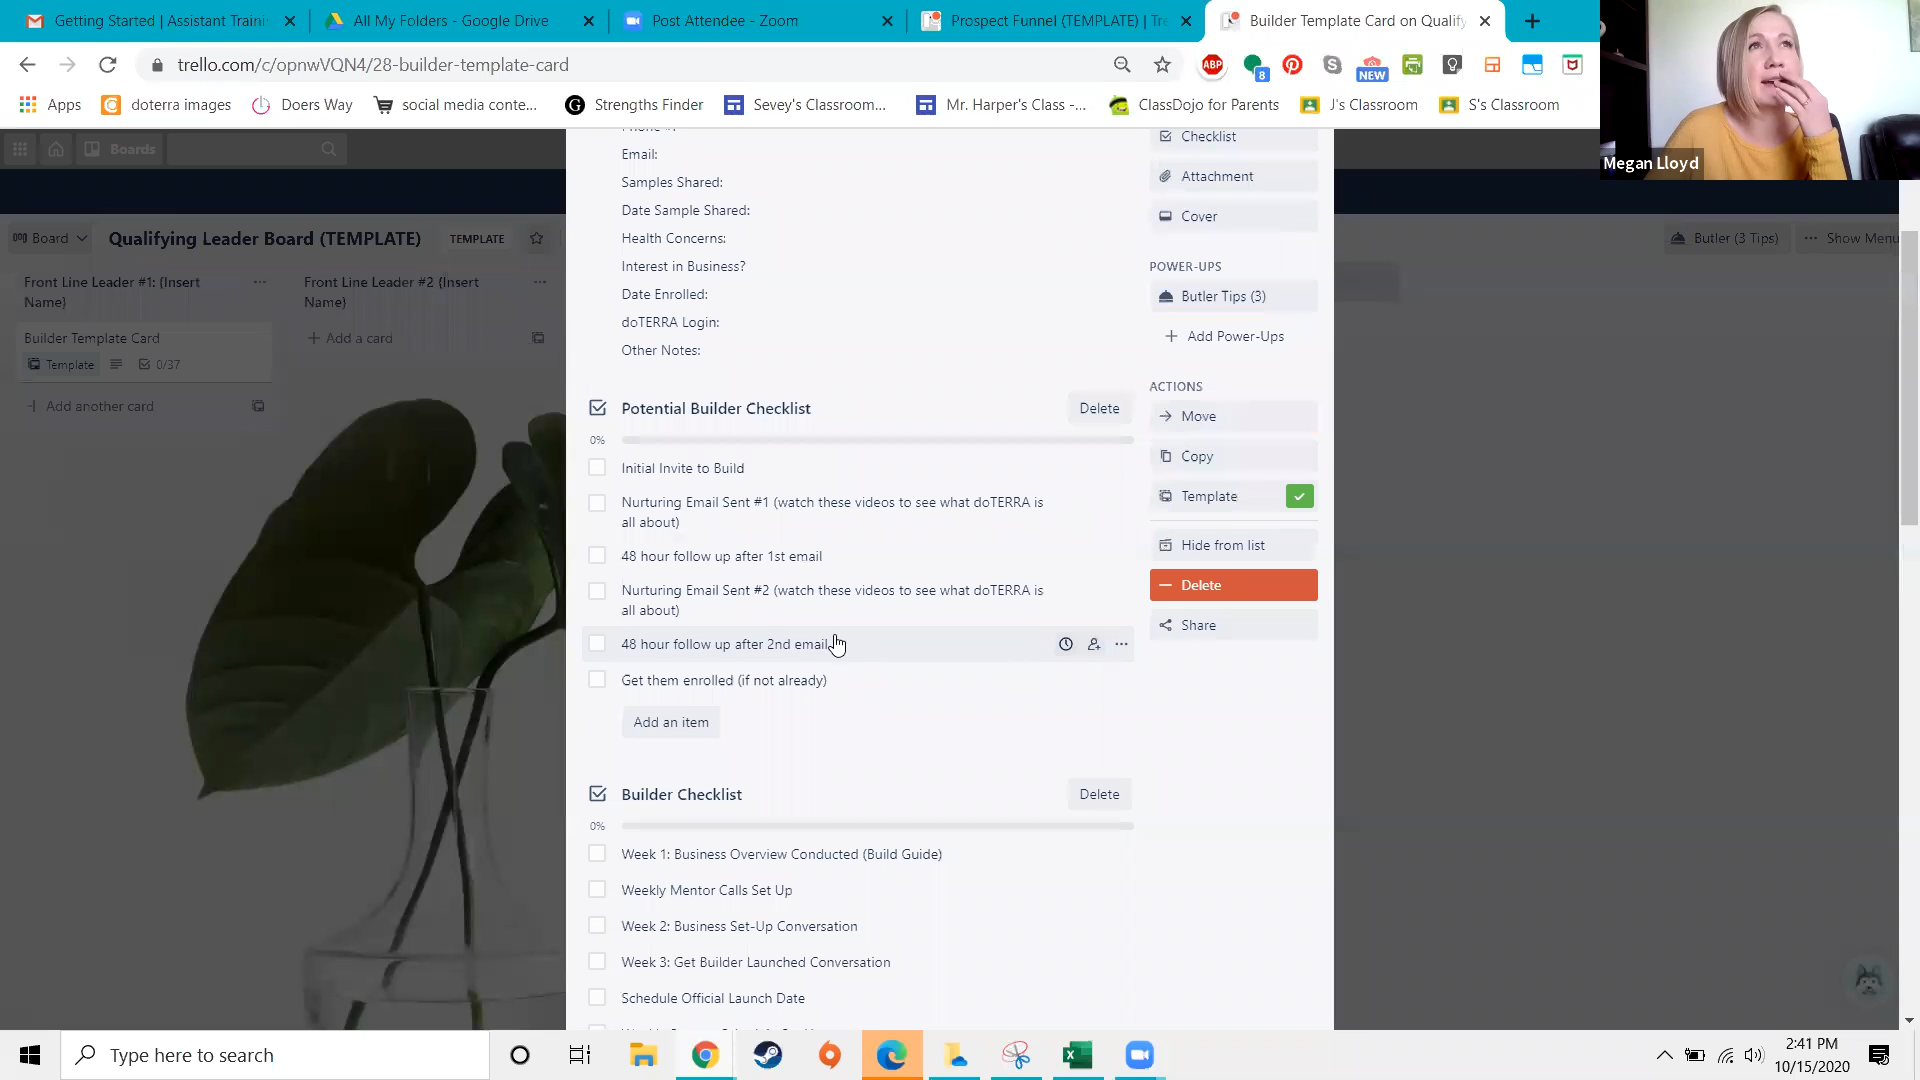 Getting Started | Assistant Traini
All My Folders - Google Drive
Post Attendee - Zoom
Prospect Funnel (TEMPLATE) | Tre
Builder Template Card on Qualify
trello.com/c/opnwVQN4/28-builder-template-card
ABP
8
NEW
Apps
doterra images
Doers Way
social media conte...
Strengths Finder
Sevey's Classroom...
Mr. Harper's Class -...
ClassDojo for Parents
J's Classroom
S's Classroom
Megan Lloyd
Boards
Board
Qualifying Leader Board (TEMPLATE)
TEMPLATE
Butler (3 Tips)
Show Menu
Front Line Leader #1: (Insert
Name)
Builder Template Card
Template
0/37
Add another card
Front Line Leader #2 (Insert
Name)
Add a card
Email:
Samples Shared:
Date Sample Shared:
Health Concerns:
Interest in Business?
Date Enrolled:
doTERRA Login:
Other Notes:
Potential Builder Checklist
Delete
0%
Initial Invite to Build
Nurturing Email Sent #1 (watch these videos to see what doTERRA is
all about)
48 hour follow up after 1st email
Nurturing Email Sent #2 (watch these videos to see what doTERRA is
all about)
48 hour follow up after 2nd email
Get them enrolled (if not already)
Add an item
Builder Checklist
Delete
0%
Week 1: Business Overview Conducted (Build Guide)
Weekly Mentor Calls Set Up
Week 2: Business Set-Up Conversation
Week 3: Get Builder Launched Conversation
Schedule Official Launch Date
Checklist
Attachment
Cover
POWER-UPS
Butler Tips (3)
Add Power-Ups
ACTIONS
Move
Copy
Template
Hide from list
Delete
Share
Type here to search
2:41 PM
10/15/2020